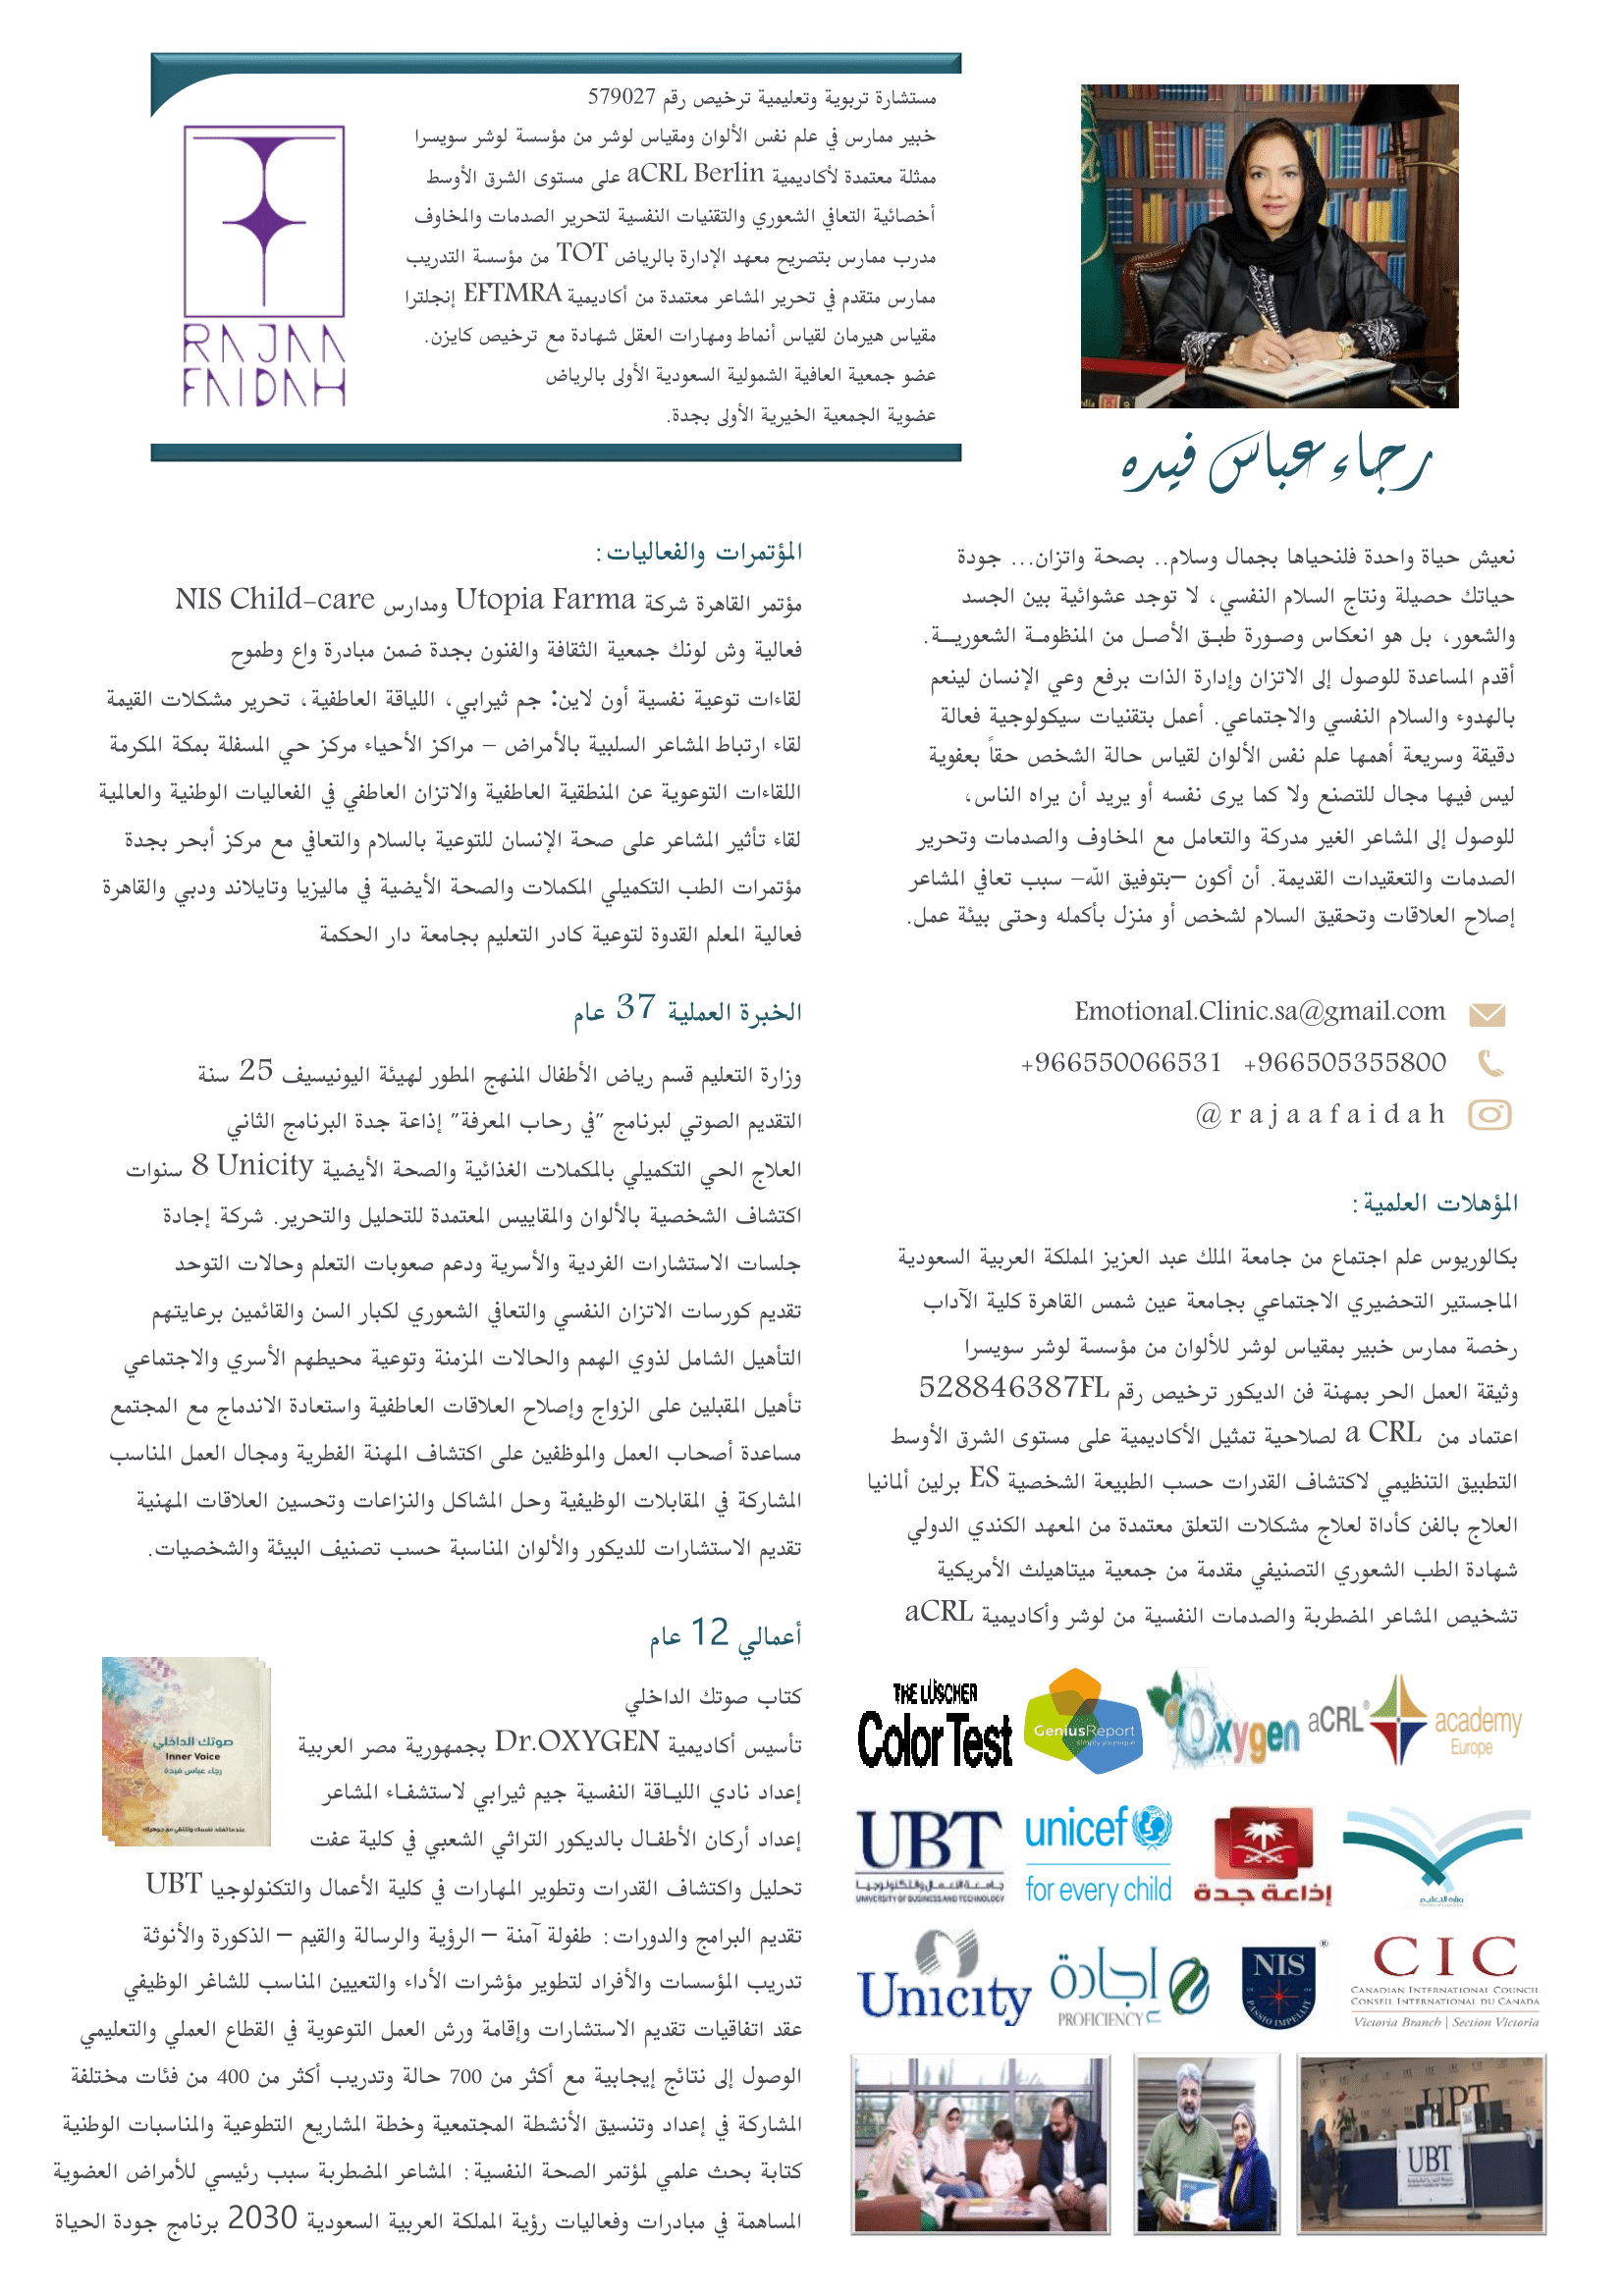 مستشارة تربوية وتعليمية ترخيص رقم 579027
خبير ممارس في علم نفس الألوان ومقياس لوشر من مؤسسة لوشر سويسرا
ممثلة معتمدة لأكاديمية aCRL Berlin على مستوى الشرق الأوسط
أخصائية التعافي الشعوري والتقنيات النفسية لتحرير الصدمات والمخاوف
مدرب ممارس بتصريح معهد الإدارة بالرياض TOT من مؤسسة التدريب
ممارس متقدم في تحرير المشاعر معتمدة من أكاديمية EFTMRA إنجلترا
مقياس هيرمان لقياس أنماط ومهارات العقل شهادة مع ترخيص كايزن.
عضو جمعية العافية الشمولية السعودية الأولى بالرياض
عضوية الجمعية الخيرية الأولى بجدة.
RAJAA
FAIDAH
رجاء عباس فيده
نعيش حياة واحدة فلنحياها بجمال وسلام.. بصحة واتزان... جودة
حياتك حصيلة ونتاج السلام النفسي، لا توجد عشوائية بين الجسد
والشعور، بل هو انعكاس وصورة طبق الأصل من المنظومة الشعورية.
أقدم المساعدة للوصول إلى الاتزان وإدارة الذات برفع وعي الإنسان لينعم
بالهدوء والسلام النفسي والاجتماعي. أعمل بتقنيات سيكولوجية فعالة
دقيقة وسريعة أهمها علم نفس الألوان لقياس حالة الشخص حقاً بعفوية
ليس فيها مجال للتصنع ولا كما يرى نفسه أو يريد أن يراه الناس،
للوصول إلى المشاعر الغير مدركة والتعامل مع المخاوف والصدمات وتحرير
الصدمات والتعقيدات القديمة. أن أكون –بتوفيق الله– سبب تعافي المشاعر
إصلاح العلاقات وتحقيق السلام لشخص أو منزل بأكمله وحتى بيئة عمل.
Emotional.Clinic.sa@gmail.com
+966550066531 +966505355800
@rajaafaidah
المؤهلات العلمية:
بكالوريوس علم اجتماع من جامعة الملك عبد العزيز المملكة العربية السعودية
الماجستير التحضيري الاجتماعي بجامعة عين شمس القاهرة كلية الآداب
رخصة ممارس خبير بمقياس لوشر للألوان من مؤسسة لوشر سويسرا
وثيقة العمل الحر بمهنة فن الديكور ترخيص رقم 528846387FL
اعتماد من a CRL لصلاحية تمثيل الأكاديمية على مستوى الشرق الأوسط
التطبيق التنظيمي لاكتشاف القدرات حسب الطبيعة الشخصية ES برلين ألمانيا
العلاج بالفن كأداة لعلاج مشكلات التعلق معتمدة من المعهد الكندي الدولي
شهادة الطب الشعوري التصنيفي مقدمة من جمعية ميتاهيلث الأمريكية
تشخيص المشاعر المضطربة والصدمات النفسية من لوشر وأكاديمية aCRL
THE LÜSCHER
Color Test
GeniusReport
simply younique
drOxygen
aCRL® academy
Europe
UBT
جامعة الأعمال والتكنولوجيا
UNIVERSITY OF BUSINESS AND TECHNOLOGY
unicef
for every child
إذاعة جدة
وزارة التعليم
Unicity
إجادة
PROFICIENCY
NIS
PASSIO IMPELLIT
®
CIC
CANADIAN INTERNATIONAL COUNCIL
CONSEIL INTERNATIONAL DU CANADA
Victoria Branch | Section Victoria
UBT
UBT
المؤتمرات والفعاليات:
مؤتمر القاهرة شركة Utopia Farma ومدارس NIS Child-care
فعالية وش لونك جمعية الثقافة والفنون بجدة ضمن مبادرة واع وطموح
لقاءات توعية نفسية أون لاين: جم ثيرابي، اللياقة العاطفية، تحرير مشكلات القيمة
لقاء ارتباط المشاعر السلبية بالأمراض – مراكز الأحياء مركز حي المسفلة بمكة المكرمة
اللقاءات التوعوية عن المنطقية العاطفية والاتزان العاطفي في الفعاليات الوطنية والعالمية
لقاء تأثير المشاعر على صحة الإنسان للتوعية بالسلام والتعافي مع مركز أبحر بجدة
مؤتمرات الطب التكميلي المكملات والصحة الأيضية في ماليزيا وتايلاند ودبي والقاهرة
فعالية المعلم القدوة لتوعية كادر التعليم بجامعة دار الحكمة
الخبرة العملية 37 عام
وزارة التعليم قسم رياض الأطفال المنهج المطور لهيئة اليونيسيف 25 سنة
التقديم الصوتي لبرنامج "في رحاب المعرفة" إذاعة جدة البرنامج الثاني
العلاج الحي التكميلي بالمكملات الغذائية والصحة الأيضية Unicity 8 سنوات
اكتشاف الشخصية بالألوان والمقاييس المعتمدة للتحليل والتحرير. شركة إجادة
جلسات الاستشارات الفردية والأسرية ودعم صعوبات التعلم وحالات التوحد
تقديم كورسات الاتزان النفسي والتعافي الشعوري لكبار السن والقائمين برعايتهم
التأهيل الشامل لذوي الهمم والحالات المزمنة وتوعية محيطهم الأسري والاجتماعي
تأهيل المقبلين على الزواج وإصلاح العلاقات العاطفية واستعادة الاندماج مع المجتمع
مساعدة أصحاب العمل والموظفين على اكتشاف المهنة الفطرية ومجال العمل المناسب
المشاركة في المقابلات الوظيفية وحل المشاكل والنزاعات وتحسين العلاقات المهنية
تقديم الاستشارات للديكور والألوان المناسبة حسب تصنيف البيئة والشخصيات.
أعمالي 12 عام
كتاب صوتك الداخلي
تأسيس أكاديمية Dr.OXYGEN بجمهورية مصر العربية
إعداد نادي اللياقة النفسية جيم ثيرابي لاستشفاء المشاعر
إعداد أركان الأطفال بالديكور التراثي الشعبي في كلية عفت
تحليل واكتشاف القدرات وتطوير المهارات في كلية الأعمال والتكنولوجيا UBT
تقديم البرامج والدورات: طفولة آمنة – الرؤية والرسالة والقيم – الذكورة والأنوثة
تدريب المؤسسات والأفراد لتطوير مؤشرات الأداء والتعيين المناسب للشاغر الوظيفي
عقد اتفاقيات تقديم الاستشارات وإقامة ورش العمل التوعوية في القطاع العملي والتعليمي
الوصول إلى نتائج إيجابية مع أكثر من 700 حالة وتدريب أكثر من 400 من فئات مختلفة
المشاركة في إعداد وتنسيق الأنشطة المجتمعية وخطة المشاريع التطوعية والمناسبات الوطنية
كتابة بحث علمي لمؤتمر الصحة النفسية: المشاعر المضطربة سبب رئيسي للأمراض العضوية
المساهمة في مبادرات وفعاليات رؤية المملكة العربية السعودية 2030 برنامج جودة الحياة
صوتك الداخلي
Inner Voice
رجاء عباس فيدة
عندما تفقد نفسك وتلتقي مع جوهرك